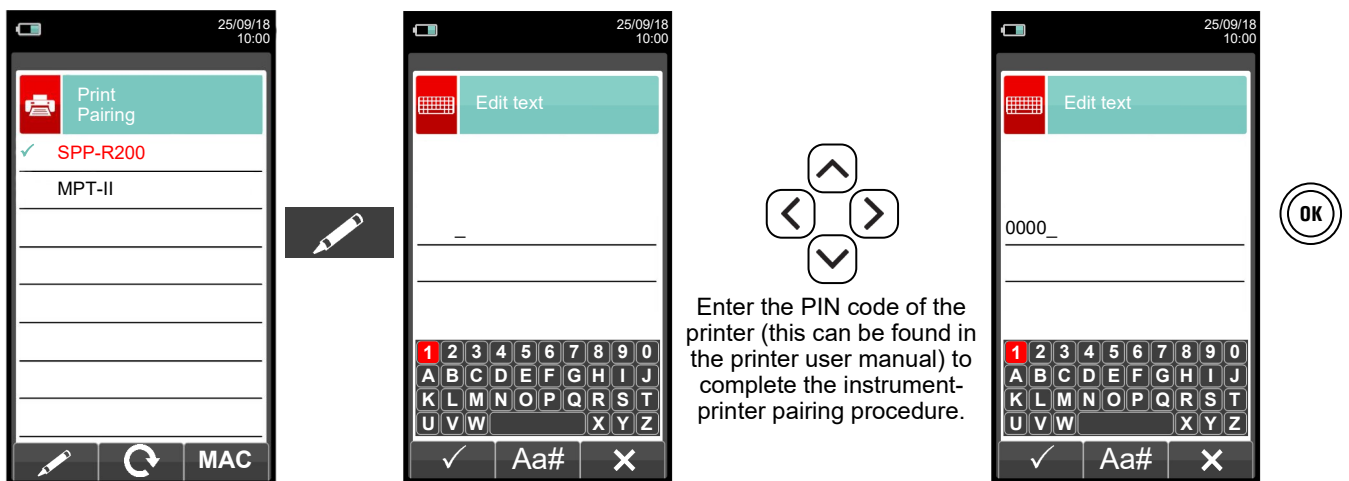 25/09/18
10:00
Print
Pairing
✓ SPP-R200
MPT-II
MAC
25/09/18
10:00
Edit text
_
1 2 3 4 5 6 7 8 9 0
A B C D E F G H I J
K L M N O P Q R S T
U V W X Y Z
✓ Aa# X
Enter the PIN code of the
printer (this can be found in
the printer user manual) to
complete the instrument-
printer pairing procedure.
25/09/18
10:00
Edit text
0000_
1 2 3 4 5 6 7 8 9 0
A B C D E F G H I J
K L M N O P Q R S T
U V W X Y Z
✓ Aa# X
OK